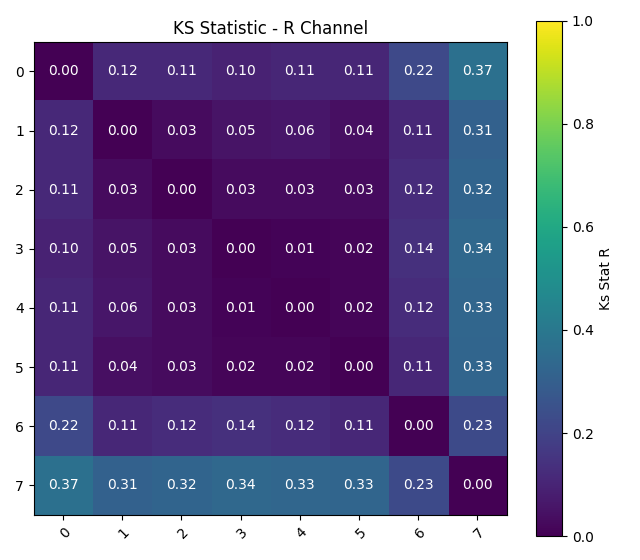 KS Statistic - R Channel
0 0.00 0.12 0.11 0.10 0.11 0.11 0.22 0.37
1 0.12 0.00 0.03 0.05 0.06 0.04 0.11 0.31
2 0.11 0.03 0.00 0.03 0.03 0.03 0.12 0.32
3 0.10 0.05 0.03 0.00 0.01 0.02 0.14 0.34
4 0.11 0.06 0.03 0.01 0.00 0.02 0.12 0.33
5 0.11 0.04 0.03 0.02 0.02 0.00 0.11 0.33
6 0.22 0.11 0.12 0.14 0.12 0.11 0.00 0.23
7 0.37 0.31 0.32 0.34 0.33 0.33 0.23 0.00
0 1 2 3 4 5 6 7
1.0
0.8
0.6
0.4
0.2
0.0
Ks Stat R